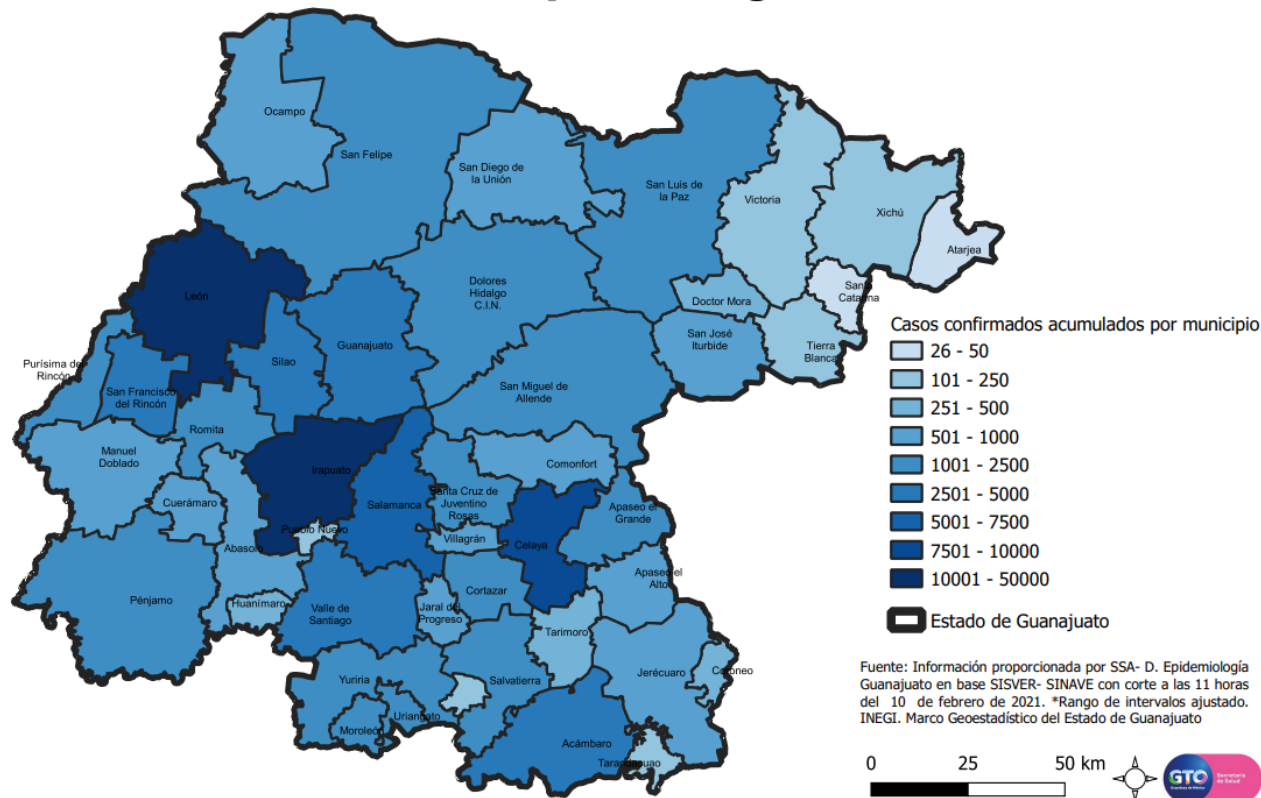 Ocampo
San Felipe
San Diego de
la Unión
San Luis de
la Paz
Victoria
Xichú
Atarjea
León
Dolores
Hidalgo
C.I.N.
Doctor Mora
Santa
Catarina
San José
Iturbide
Tierra
Blanca
Guanajuato
Silao
Purísima del
Rincón
San Francisco
del Rincón
San Miguel de
Allende
Romita
Manuel
Doblado
Irapuato
Comonfort
Cuerámaro
Salamanca
Santa Cruz de
Juventino
Rosas
Apaseo el
Grande
Pueblo Nuevo
Villagrán
Celaya
Abasolo
Apaseo el
Alto
Pénjamo
Huanímaro
Valle de
Santiago
Jaral del
Progreso
Cortazar
Tarimoro
Jerécuaro
Coroneo
Yuriria
Salvatierra
Uriangato
Moroleón
Acámbaro
Tarandacuao
Casos confirmados acumulados por municipio
26 - 50
101 - 250
251 - 500
501 - 1000
1001 - 2500
2501 - 5000
5001 - 7500
7501 - 10000
10001 - 50000
Estado de Guanajuato
Fuente: Información proporcionada por SSA- D. Epidemiología
Guanajuato en base SISVER- SINAVE con corte a las 11 horas
del 10 de febrero de 2021. *Rango de intervalos ajustado.
INEGI. Marco Geoestadístico del Estado de Guanajuato
0 25 50 km
GTO
Secretaría
de Salud